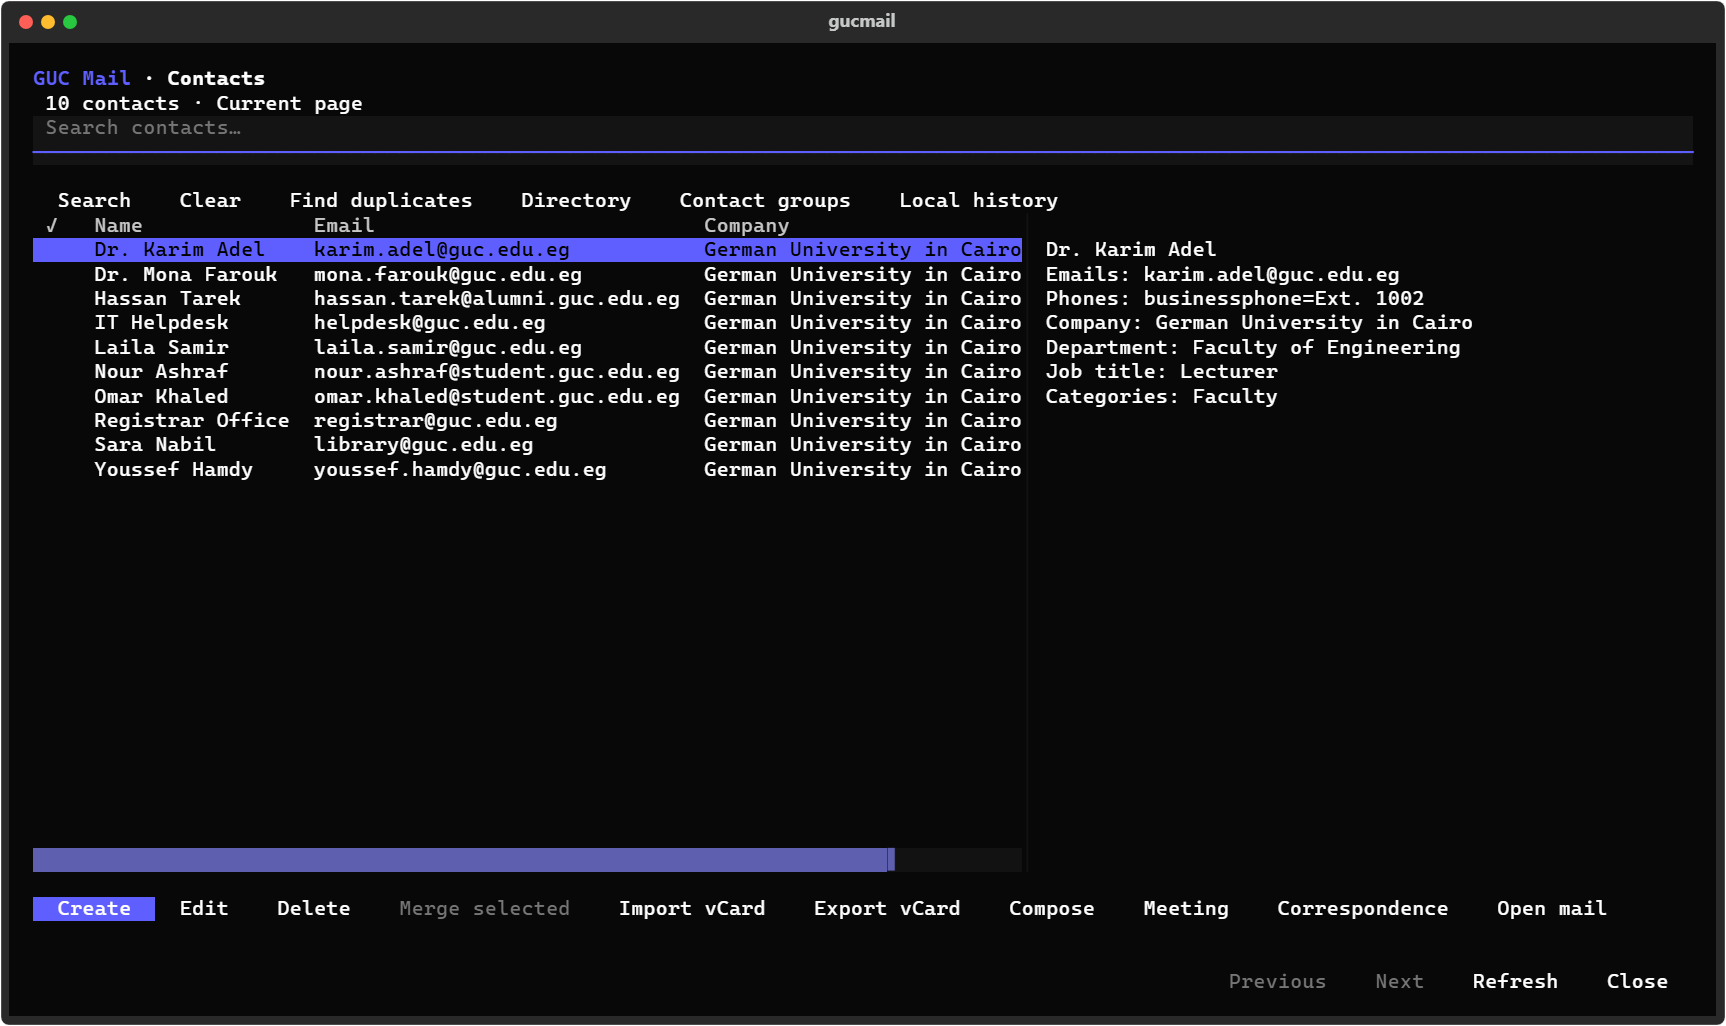 gucmail
GUC Mail · Contacts
10 contacts · Current page
Search contacts…
Search Clear Find duplicates Directory Contact groups Local history
√ Name Email Company
Dr. Karim Adel karim.adel@guc.edu.eg German University in Cairo
Dr. Mona Farouk mona.farouk@guc.edu.eg German University in Cairo
Hassan Tarek hassan.tarek@alumni.guc.edu.eg German University in Cairo
IT Helpdesk helpdesk@guc.edu.eg German University in Cairo
Laila Samir laila.samir@guc.edu.eg German University in Cairo
Nour Ashraf nour.ashraf@student.guc.edu.eg German University in Cairo
Omar Khaled omar.khaled@student.guc.edu.eg German University in Cairo
Registrar Office registrar@guc.edu.eg German University in Cairo
Sara Nabil library@guc.edu.eg German University in Cairo
Youssef Hamdy youssef.hamdy@guc.edu.eg German University in Cairo
Dr. Karim Adel
Emails: karim.adel@guc.edu.eg
Phones: businessphone=Ext. 1002
Company: German University in Cairo
Department: Faculty of Engineering
Job title: Lecturer
Categories: Faculty
Create Edit Delete Merge selected Import vCard Export vCard Compose Meeting Correspondence Open mail
Previous Next Refresh Close